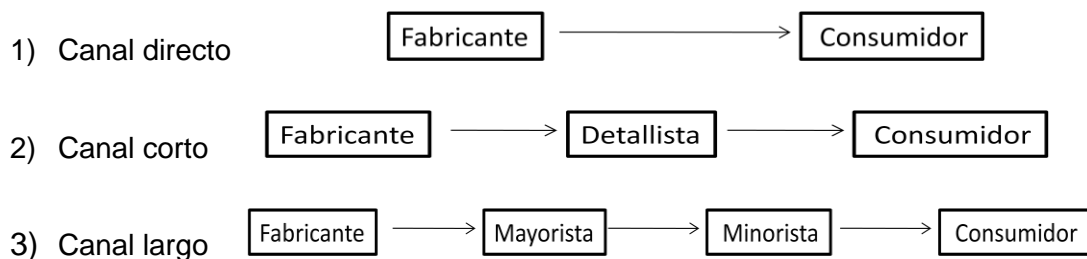 1) Canal directo Fabricante Consumidor
2) Canal corto Fabricante Detallista Consumidor
3) Canal largo Fabricante Mayorista Minorista Consumidor